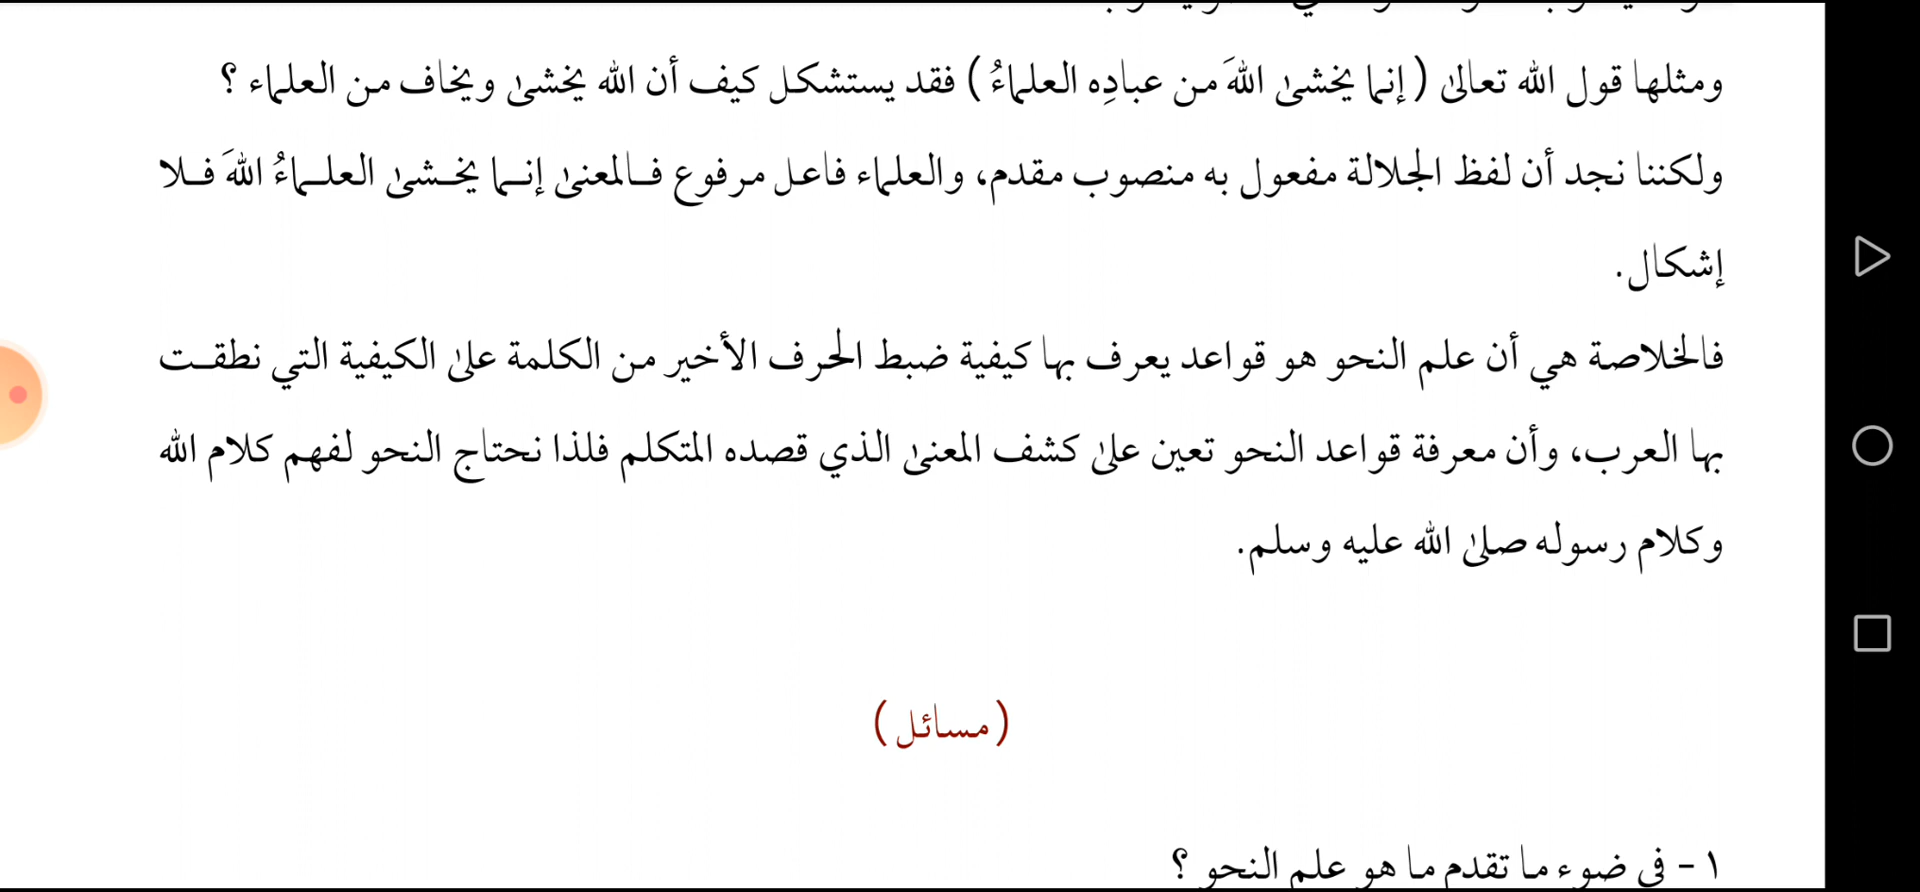 ومثلها قول الله تعالى ( إنما يخشى اللهَ من عبادِه العلماءُ ) فقد يستشكل كيف أن الله يخشى ويخاف من العلماء ؟
ولكننا نجد أن لفظ الجلالة مفعول به منصوب مقدم، والعلماء فاعل مرفوع فالمعنى إنما يخشى العلماءُ اللهَ فلا
إشكال.
فالخلاصة هي أن علم النحو هو قواعد يعرف بها كيفية ضبط الحرف الأخير من الكلمة على الكيفية التي نطقت
بها العرب، وأن معرفة قواعد النحو تعين على كشف المعنى الذي قصده المتكلم فلذا نحتاج النحو لفهم كلام الله
وكلام رسوله صلى الله عليه وسلم.
( مسائل )
١ - في ضوء ما تقدم ما هو علم النحو ؟